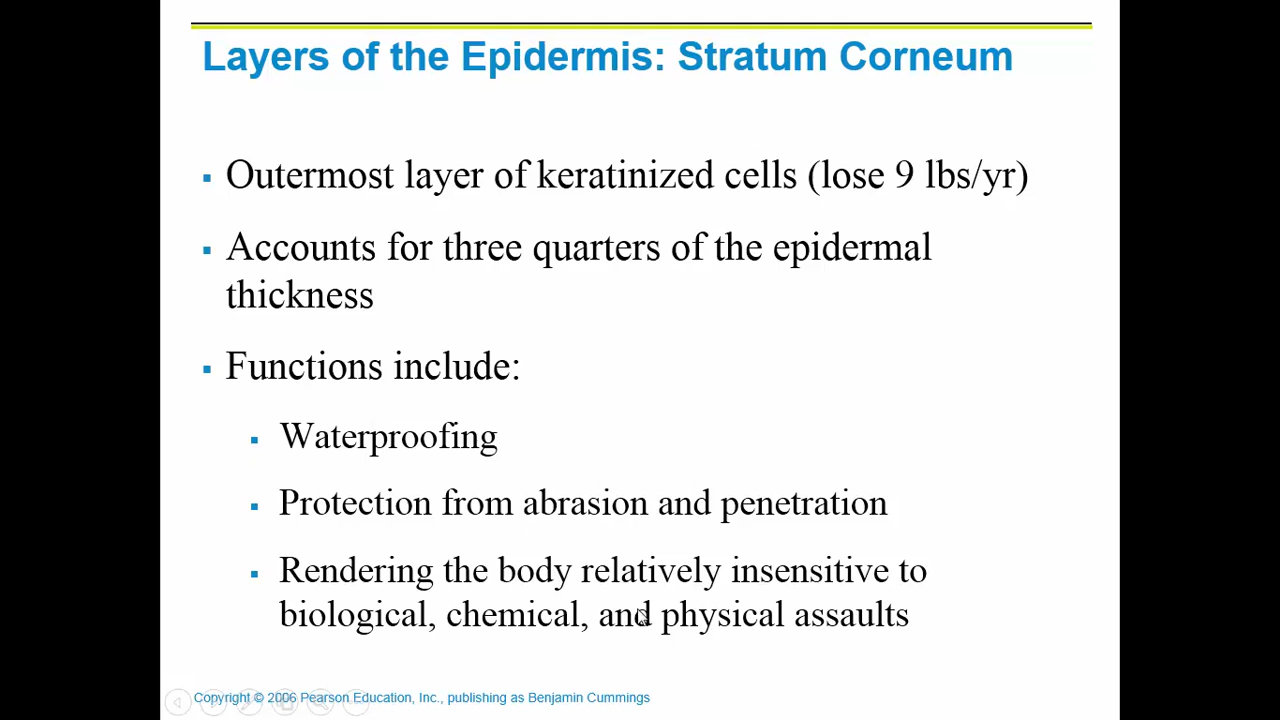 Layers of the Epidermis: Stratum Corneum
▪ Outermost layer of keratinized cells (lose 9 lbs/yr)
▪ Accounts for three quarters of the epidermal
thickness
▪ Functions include:
▪ Waterproofing
▪ Protection from abrasion and penetration
▪ Rendering the body relatively insensitive to
biological, chemical, and physical assaults
Copyright © 2006 Pearson Education, Inc., publishing as Benjamin Cummings